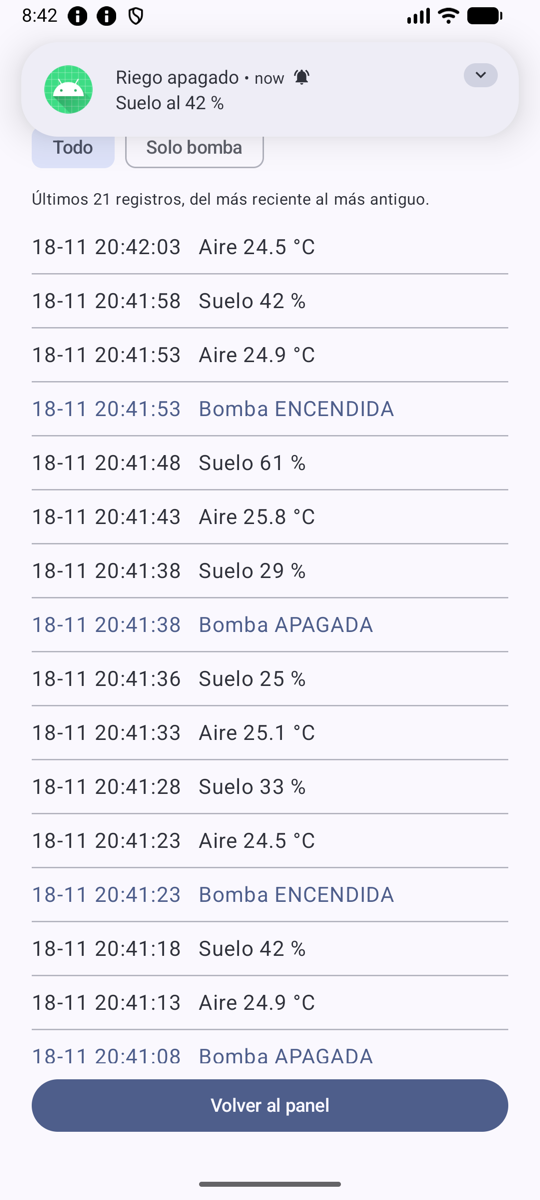 8:42
Riego apagado • now
Suelo al 42 %
Todo
Solo bomba
Últimos 21 registros, del más reciente al más antiguo.
18-11 20:42:03 Aire 24.5 °C
18-11 20:41:58 Suelo 42 %
18-11 20:41:53 Aire 24.9 °C
18-11 20:41:53 Bomba ENCENDIDA
18-11 20:41:48 Suelo 61 %
18-11 20:41:43 Aire 25.8 °C
18-11 20:41:38 Suelo 29 %
18-11 20:41:38 Bomba APAGADA
18-11 20:41:36 Suelo 25 %
18-11 20:41:33 Aire 25.1 °C
18-11 20:41:28 Suelo 33 %
18-11 20:41:23 Aire 24.5 °C
18-11 20:41:23 Bomba ENCENDIDA
18-11 20:41:18 Suelo 42 %
18-11 20:41:13 Aire 24.9 °C
18-11 20:41:08 Bomba APAGADA
Volver al panel